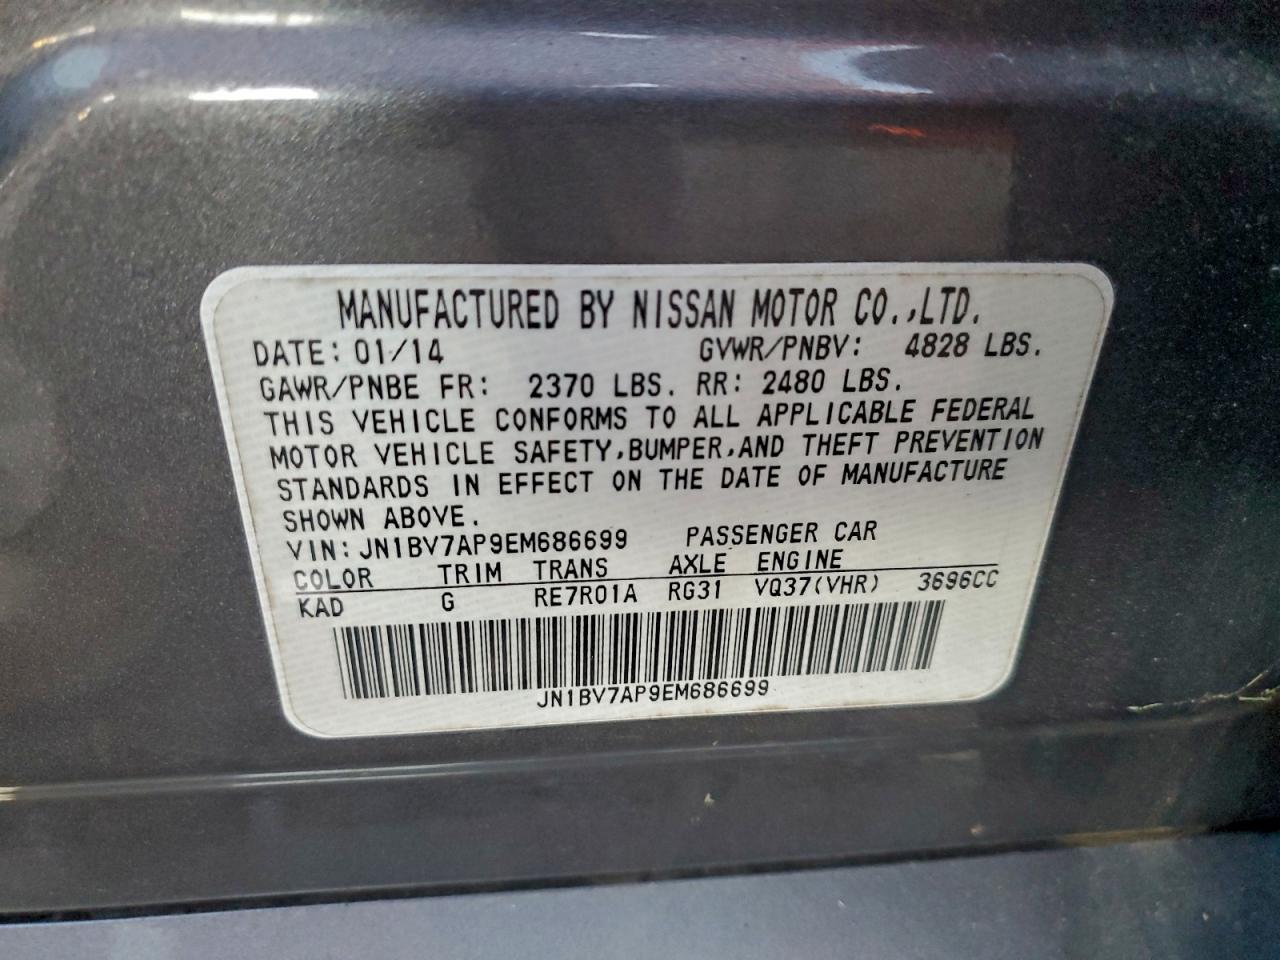 MANUFACTURED BY NISSAN MOTOR CO.,LTD.
DATE: 01/14 GVWR/PNBV: 4828 LBS.
GAWR/PNBE FR: 2370 LBS. RR: 2480 LBS.
THIS VEHICLE CONFORMS TO ALL APPLICABLE FEDERAL
MOTOR VEHICLE SAFETY,BUMPER,AND THEFT PREVENTION
STANDARDS IN EFFECT ON THE DATE OF MANUFACTURE
SHOWN ABOVE.
VIN: JN1BV7AP9EM686699 PASSENGER CAR
COLOR TRIM TRANS AXLE ENGINE
KAD G RE7R01A RG31 VQ37(VHR) 3696CC
JN1BV7AP9EM686699